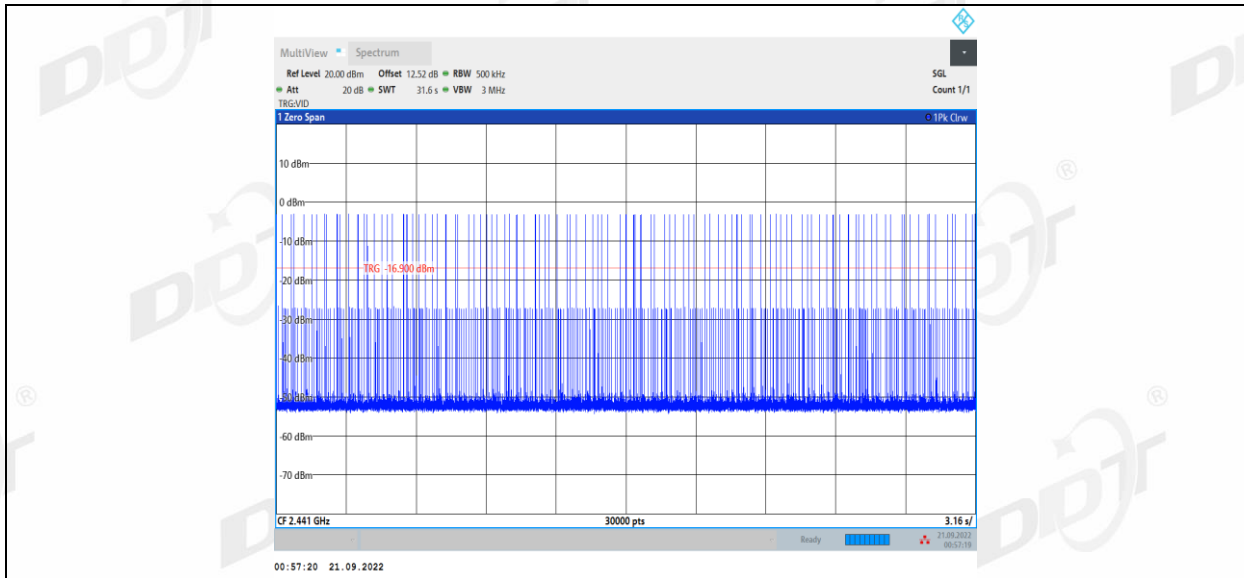 MultiView Spectrum
Ref Level 20.00 dBm Offset 12.52 dB RBW 500 kHz SGL
Att 20 dB SWT 31.6 s VBW 3 MHz Count 1/1
TRG:VID
1 Zero Span 1Pk Clrw
10 dBm
0 dBm
-10 dBm
TRG -16.900 dBm
-20 dBm
-30 dBm
-40 dBm
-50 dBm
-60 dBm
-70 dBm
CF 2.441 GHz 30000 pts 3.16 s/
Ready 21.09.2022
00:57:19
00:57:20 21.09.2022
DDT ®